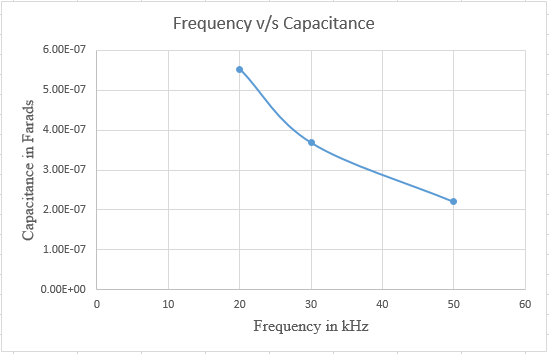 Frequency v/s Capacitance
6.00E-07
5.00E-07
4.00E-07
3.00E-07
2.00E-07
1.00E-07
0.00E+00
Capacitance in Farads
0 10 20 30 40 50 60
Frequency in kHz